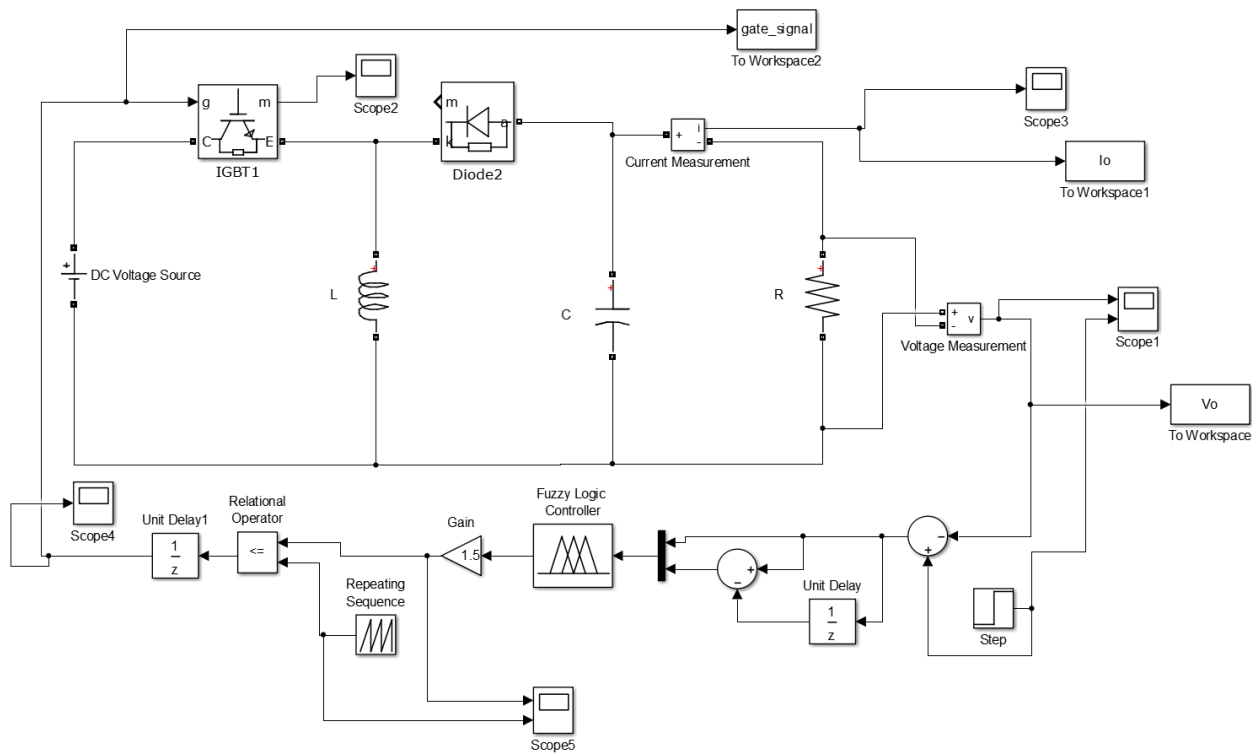 gate_signal
To Workspace2
g
m
C
E
IGBT1
Scope2
m
k
a
Diode2
+
i
-
Current Measurement
Scope3
Io
To Workspace1
+
DC Voltage Source
+
L
+
C
+
R
+
-
v
Voltage Measurement
Scope1
Vo
To Workspace
Scope4
Unit Delay1
1
z
Relational
Operator
<=
Gain
1.5
Repeating
Sequence
Fuzzy Logic
Controller
+
−
Unit Delay
1
z
−
+
Step
Scope5